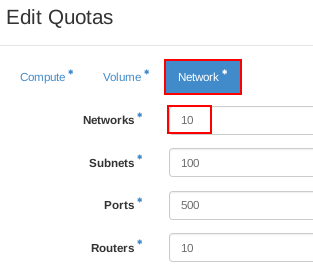 Edit Quotas
Compute * Volume * Network *
Networks * 10
Subnets * 100
Ports * 500
Routers * 10